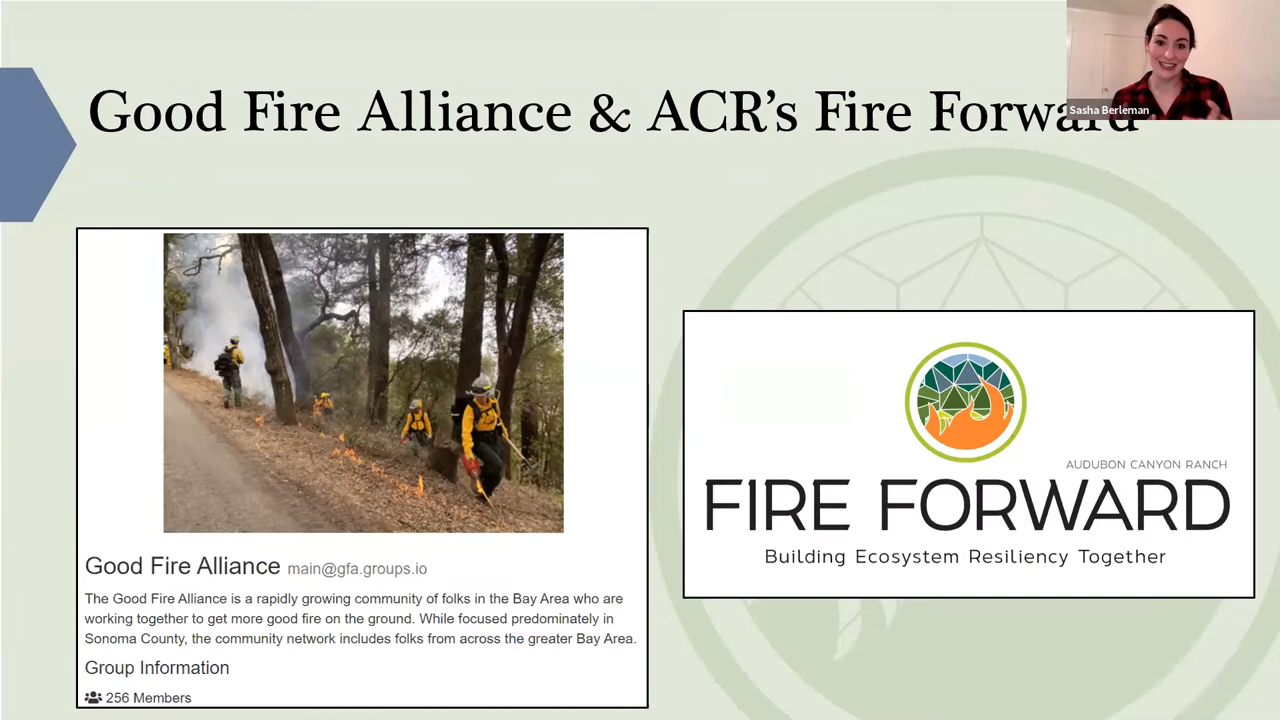 Good Fire Alliance & ACR's Fire Forward
Sasha Berleman
Good Fire Alliance main@gfa.groups.io
The Good Fire Alliance is a rapidly growing community of folks in the Bay Area who are
working together to get more good fire on the ground. While focused predominately in
Sonoma County, the community network includes folks from across the greater Bay Area.
Group Information
256 Members
AUDUBON CANYON RANCH
FIRE FORWARD
Building Ecosystem Resiliency Together